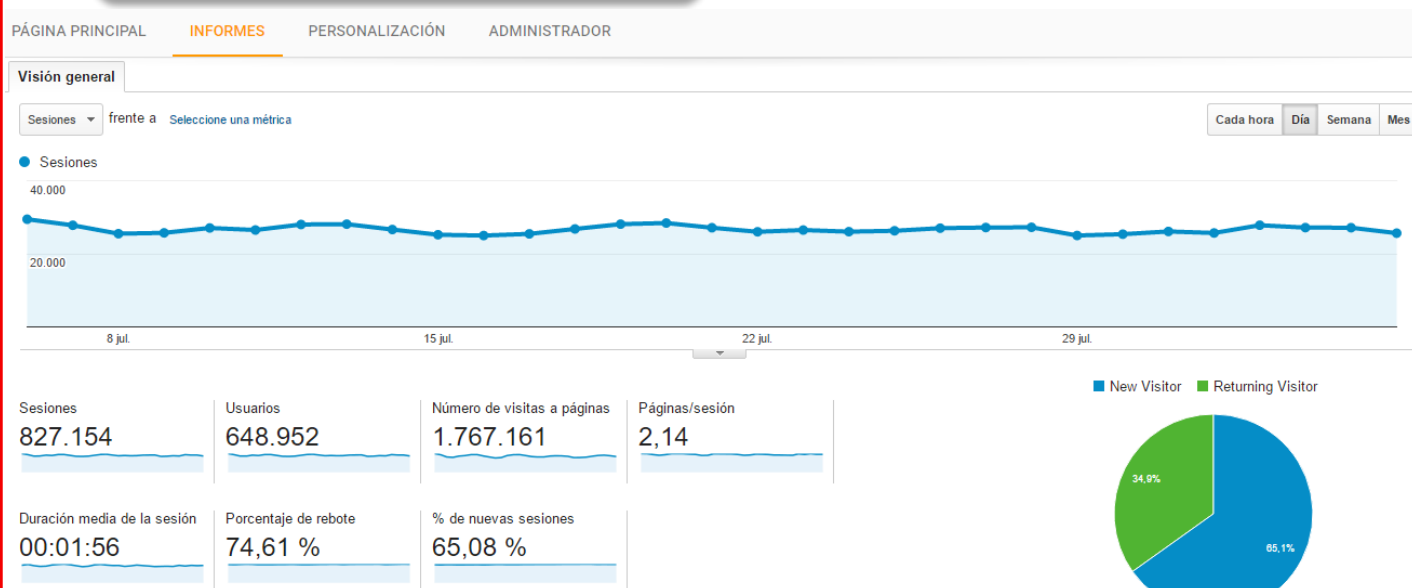 PÁGINA PRINCIPAL INFORMES PERSONALIZACIÓN ADMINISTRADOR
Visión general
Sesiones frente a Seleccione una métrica Cada hora Día Semana Mes
Sesiones
40.000
20.000
8 jul. 15 jul. 22 jul. 29 jul.
New Visitor Returning Visitor
Sesiones Usuarios Número de visitas a páginas Páginas/sesión
827.154 648.952 1.767.161 2,14
34,9%
Duración media de la sesión Porcentaje de rebote % de nuevas sesiones
00:01:56 74,61 % 65,08 %
65,1%